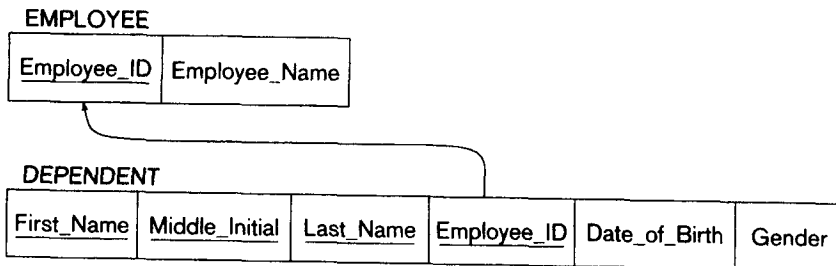 EMPLOYEE
Employee_ID Employee_Name
DEPENDENT
First_Name Middle_Initial Last_Name Employee_ID Date_of_Birth Gender